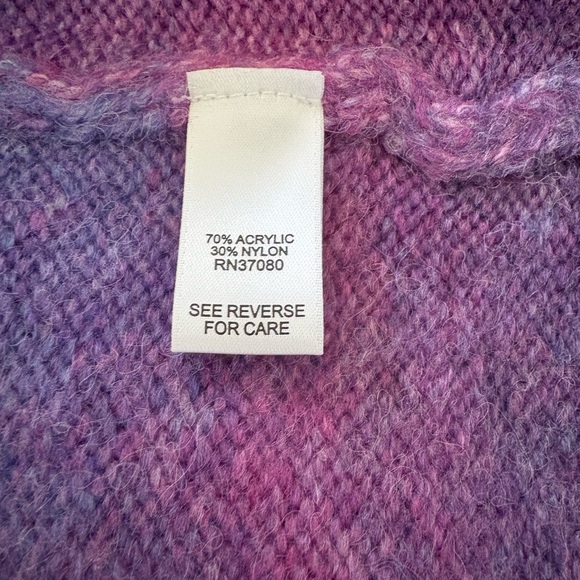 70% ACRYLIC
30% NYLON
RN37080
SEE REVERSE
FOR CARE